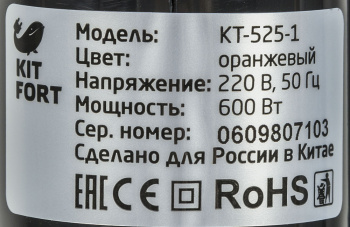 KIT
FORT
Модель: KT-525-1
Цвет: оранжевый
Напряжение: 220 В, 50 Гц
Мощность: 600 Вт
Сер. номер: 0609807103
Сделано для России в Китае
EAC CE RoHS